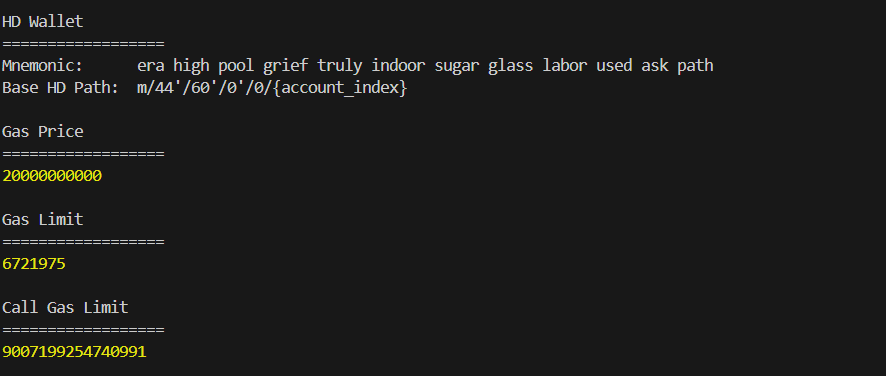 HD Wallet
==================
Mnemonic:      era high pool grief truly indoor sugar glass labor used ask path
Base HD Path:  m/44'/60'/0'/0/{account_index}
Gas Price
==================
20000000000
Gas Limit
==================
6721975
Call Gas Limit
==================
9007199254740991